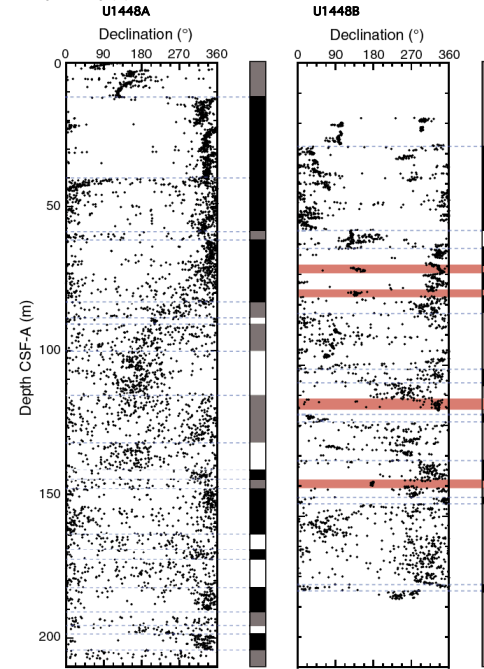 U1448A
U1448B
Declination (°)
Declination (°)
0 90 180 270 360
0 90 180 270 360
0
50
100
150
200
Depth CSF-A (m)